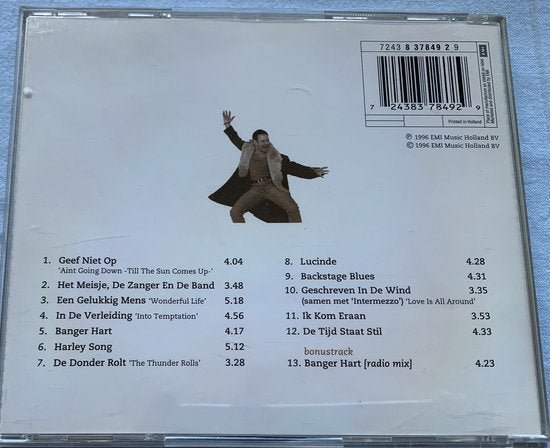 7243 8 37849 2 9
7 24383 78492 9
Printed in Holland
EMI
℗ 1996 EMI Music Holland BV
© 1996 EMI Music Holland BV
1. Geef Niet Op 4.04
'Aint Going Down -Till The Sun Comes Up-'
2. Het Meisje, De Zanger En De Band 3.48
3. Een Gelukkig Mens 'Wonderful Life' 5.18
4. In De Verleiding 'Into Temptation' 4.56
5. Banger Hart 4.17
6. Harley Song 5.12
7. De Donder Rolt 'The Thunder Rolls' 3.28
8. Lucinde 4.28
9. Backstage Blues 4.31
10. Geschreven In De Wind 3.35
(samen met 'Intermezzo') 'Love Is All Around'
11. Ik Kom Eraan 3.53
12. De Tijd Staat Stil 4.33
bonustrack
13. Banger Hart [radio mix] 4.23